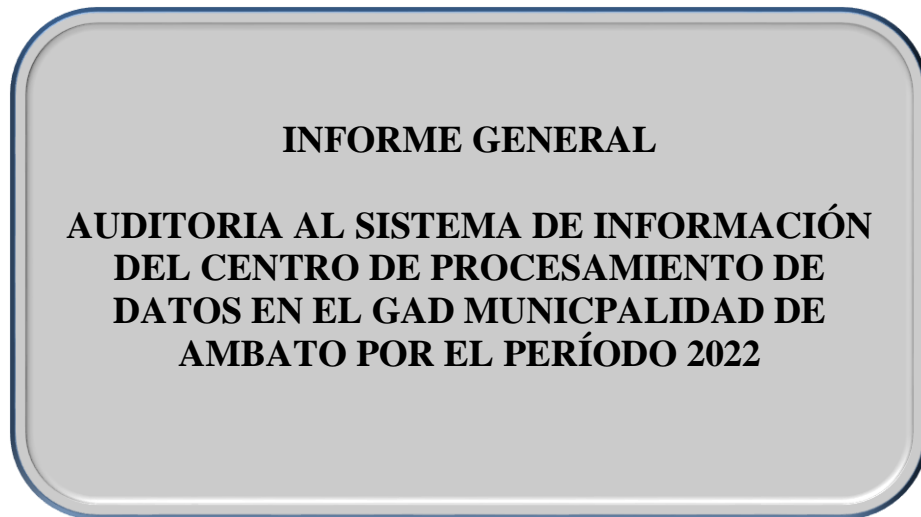 INFORME GENERAL
AUDITORIA AL SISTEMA DE INFORMACIÓN
DEL CENTRO DE PROCESAMIENTO DE
DATOS EN EL GAD MUNICPALIDAD DE
AMBATO POR EL PERÍODO 2022